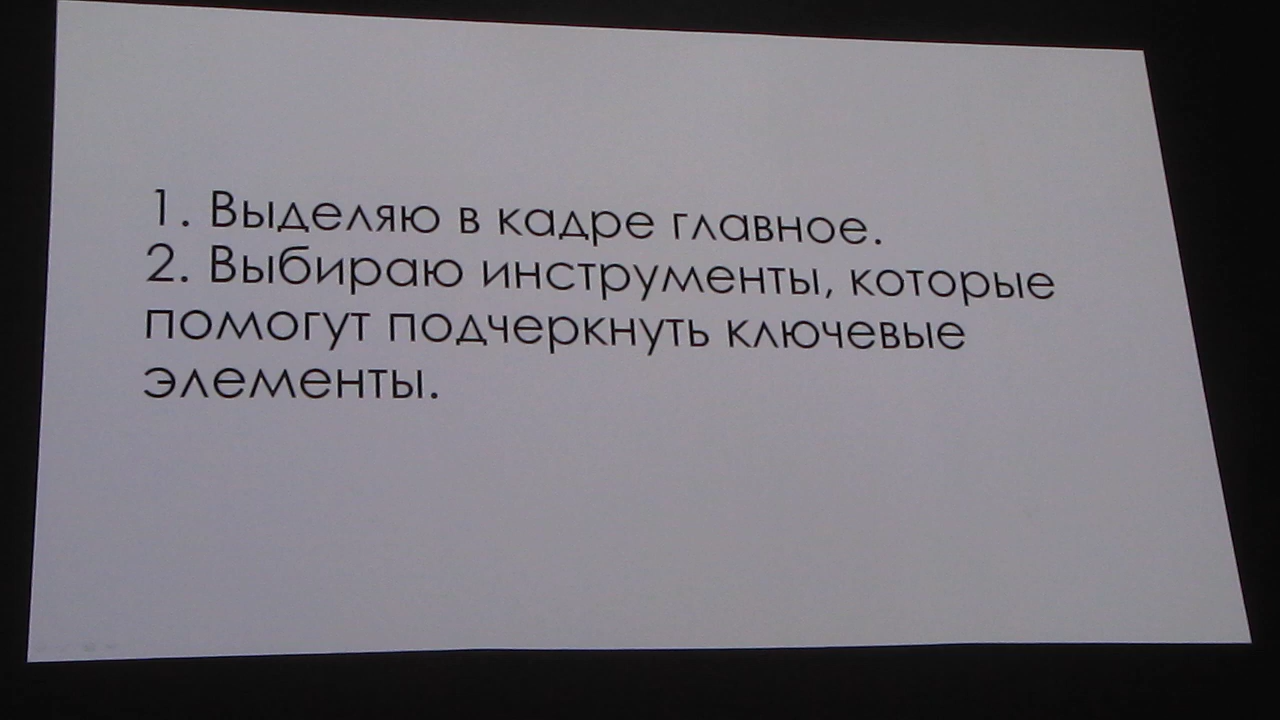 1. Выделяю в кадре главное.
2. Выбираю инструменты, которые
помогут подчеркнуть ключевые
элементы.